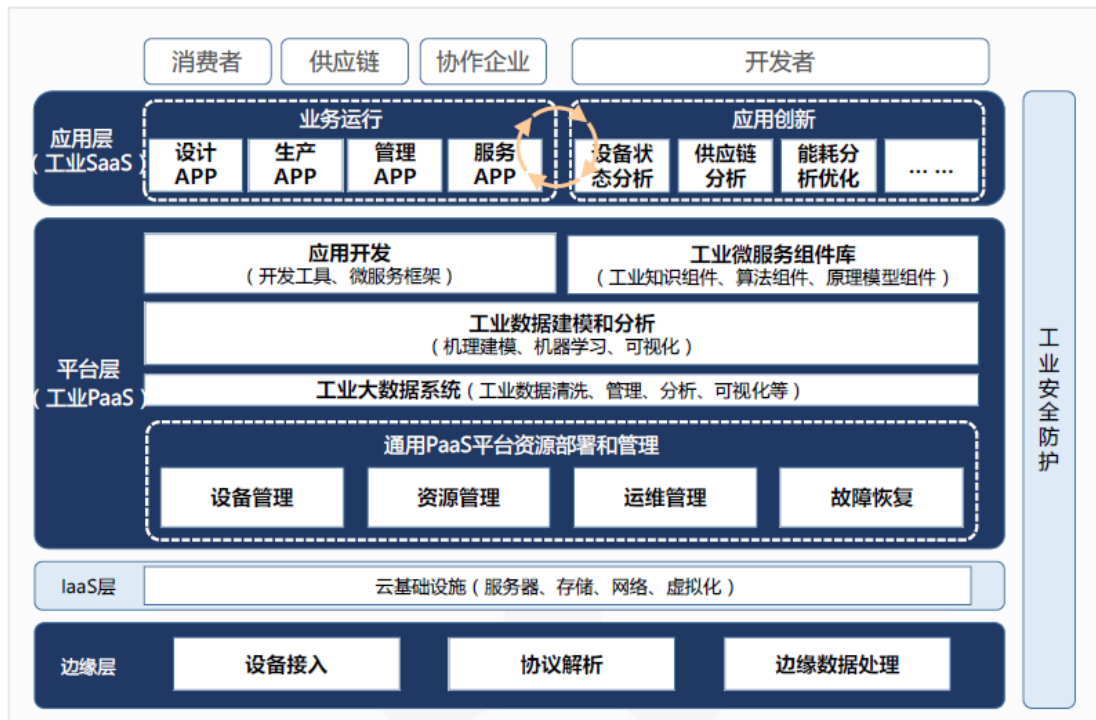 消费者
供应链
协作企业
开发者
应用层
（工业SaaS）
业务运行
设计
APP
生产
APP
管理
APP
服务
APP
应用创新
设备状
态分析
供应链
分析
能耗分
析优化
... ...
平台层
（工业PaaS）
应用开发
（开发工具、微服务框架）
工业微服务组件库
（工业知识组件、算法组件、原理模型组件）
工业数据建模和分析
（机理建模、机器学习、可视化）
工业大数据系统（工业数据清洗、管理、分析、可视化等）
通用PaaS平台资源部署和管理
设备管理
资源管理
运维管理
故障恢复
IaaS层
云基础设施（服务器、存储、网络、虚拟化）
边缘层
设备接入
协议解析
边缘数据处理
工业安全防护